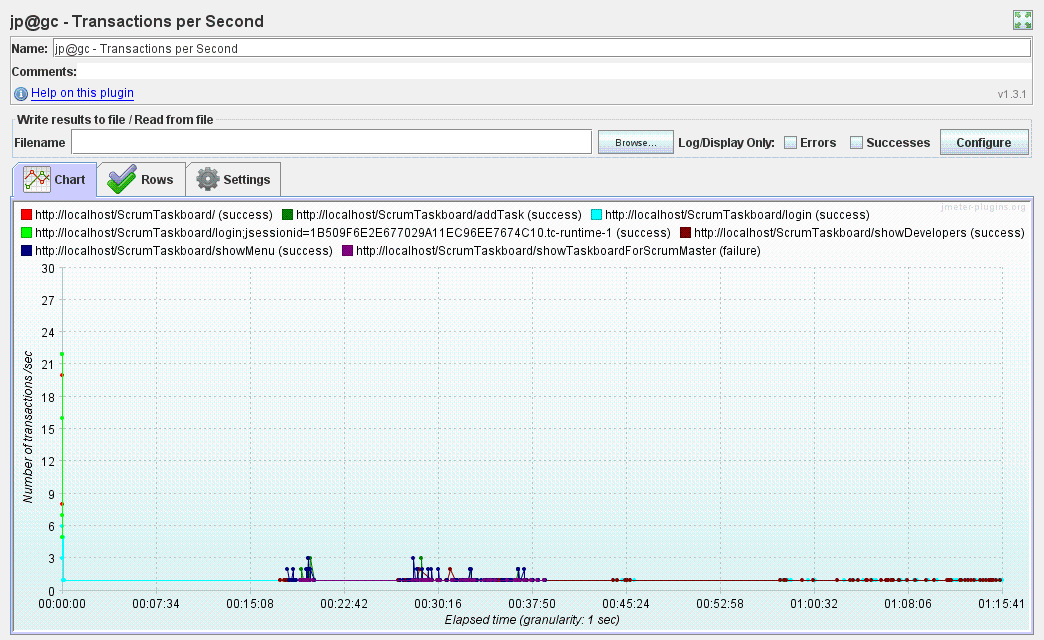 jp@gc - Transactions per Second
Name: jp@gc - Transactions per Second
Comments:
Help on this plugin v1.3.1
Write results to file / Read from file
Filename Browse... Log/Display Only: Errors Successes Configure
Chart Rows Settings
jmeter-plugins.org
http://localhost/ScrumTaskboard/ (success) http://localhost/ScrumTaskboard/addTask (success) http://localhost/ScrumTaskboard/login (success)
http://localhost/ScrumTaskboard/login;jsessionid=1B509F6E2E677029A11EC96EE7674C10.tc-runtime-1 (success) http://localhost/ScrumTaskboard/showDevelopers (success)
http://localhost/ScrumTaskboard/showMenu (success) http://localhost/ScrumTaskboard/showTaskboardForScrumMaster (failure)
30
27
24
21
18
15
12
9
6
3
0
Number of transactions /sec
00:00:00 00:07:34 00:15:08 00:22:42 00:30:16 00:37:50 00:45:24 00:52:58 01:00:32 01:08:06 01:15:41
Elapsed time (granularity: 1 sec)